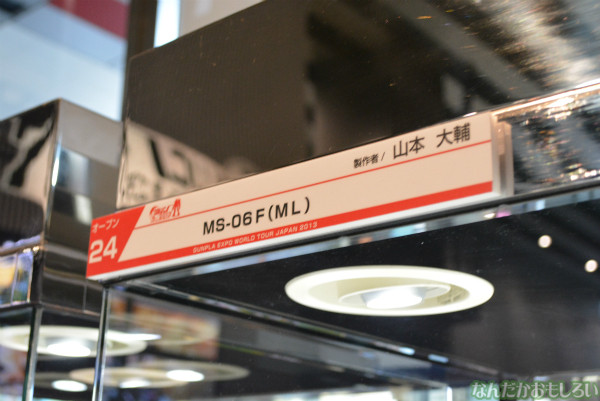 オープン
24
MS-06F(ML)
製作者/ 山本 大輔
GUNPLA EXPO WORLD TOUR JAPAN 2013
なんだかおもしろい